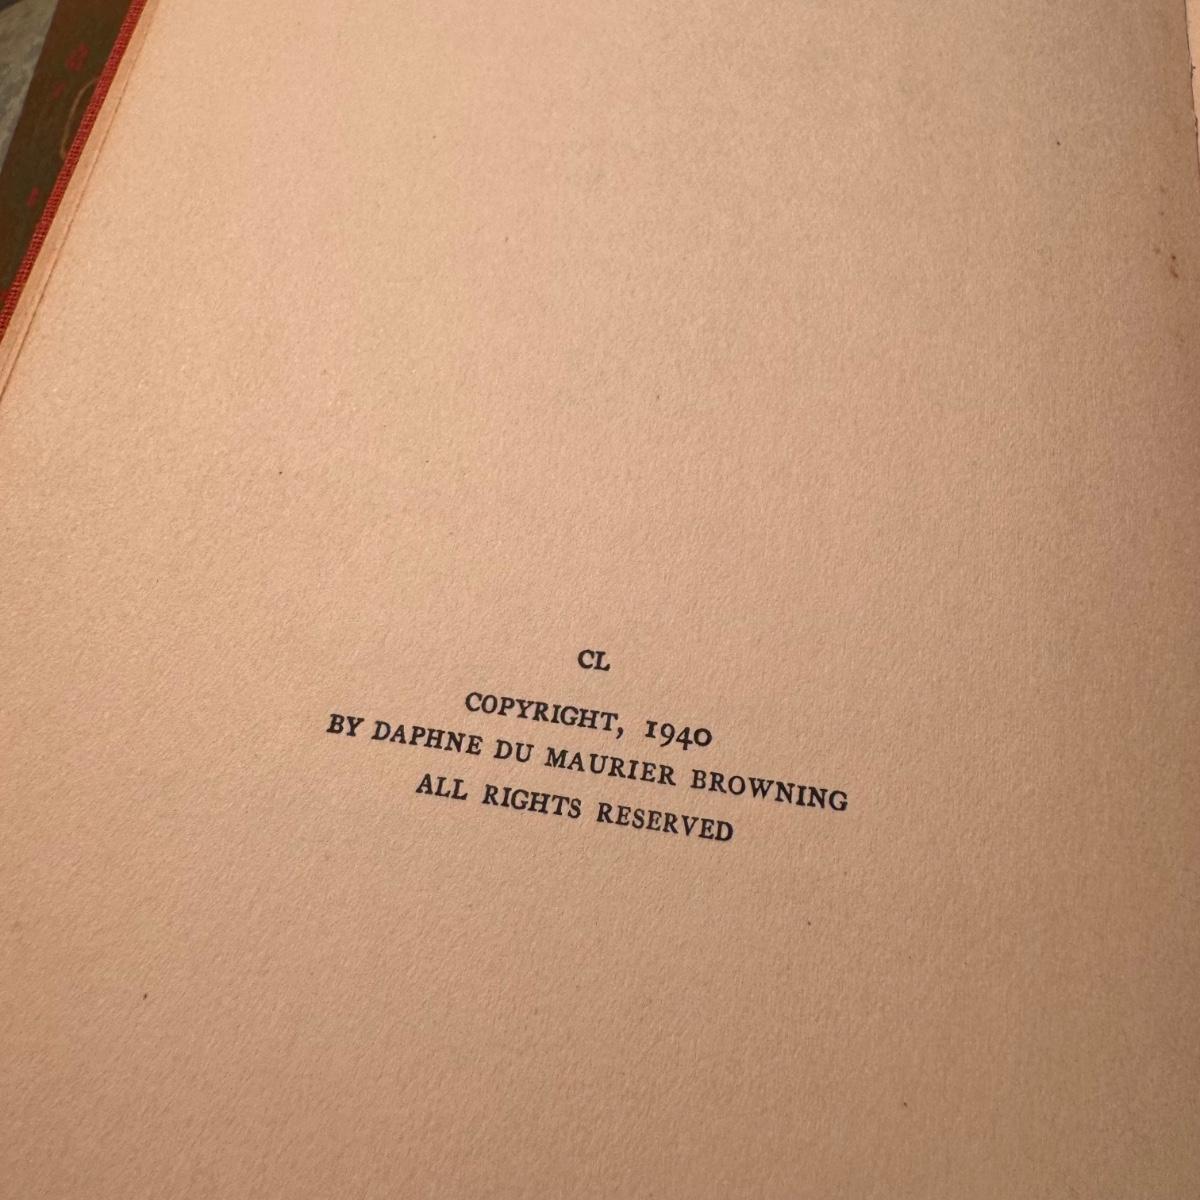 CL
COPYRIGHT, 1940
BY DAPHNE DU MAURIER BROWNING
ALL RIGHTS RESERVED